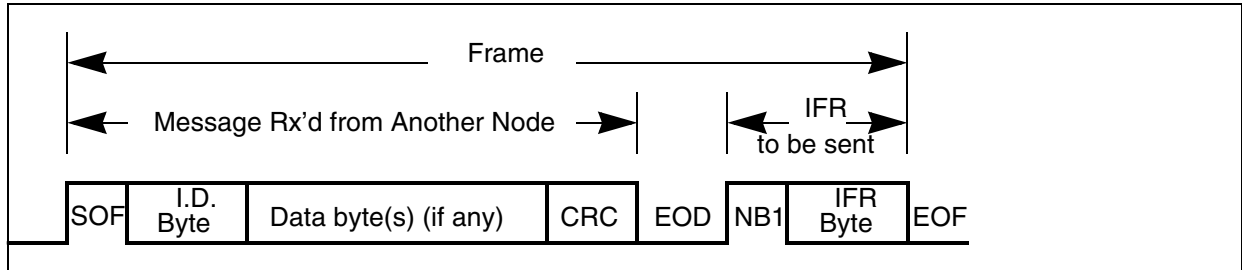 Frame
Message Rx'd from Another Node
IFR
to be sent
SOF
I.D.
Byte
Data byte(s) (if any)
CRC
EOD
NB1
IFR
Byte
EOF